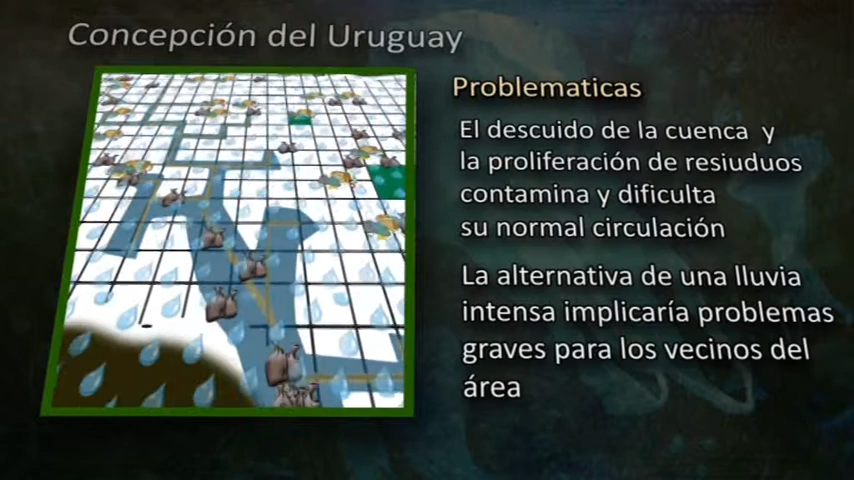 Concepción del Uruguay
Problematicas
El descuido de la cuenca y
la proliferación de resiuduos
contamina y dificulta
su normal circulación
La alternativa de una lluvia
intensa implicaría problemas
graves para los vecinos del
área